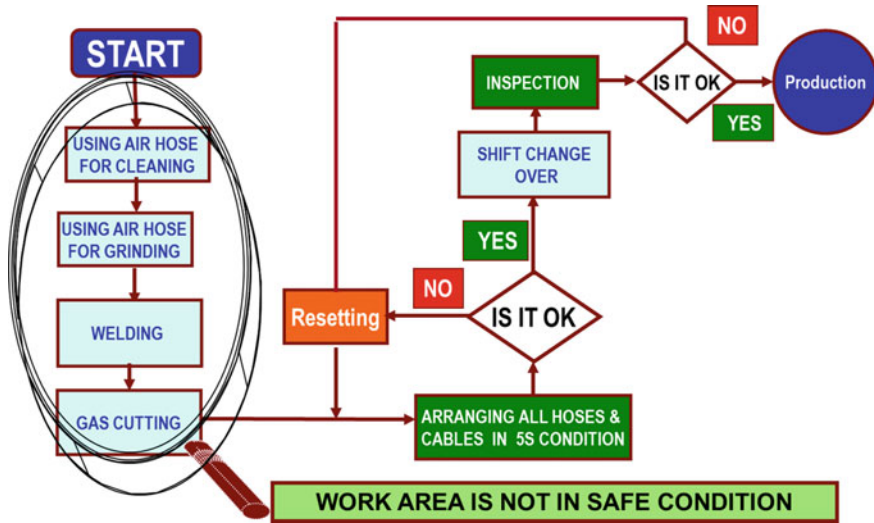 START
USING AIR HOSE
FOR CLEANING
USING AIR HOSE
FOR GRINDING
WELDING
GAS CUTTING
ARRANGING ALL HOSES &
CABLES IN 5S CONDITION
IS IT OK
NO
Resetting
YES
SHIFT CHANGE
OVER
INSPECTION
IS IT OK
NO
YES
Production
WORK AREA IS NOT IN SAFE CONDITION